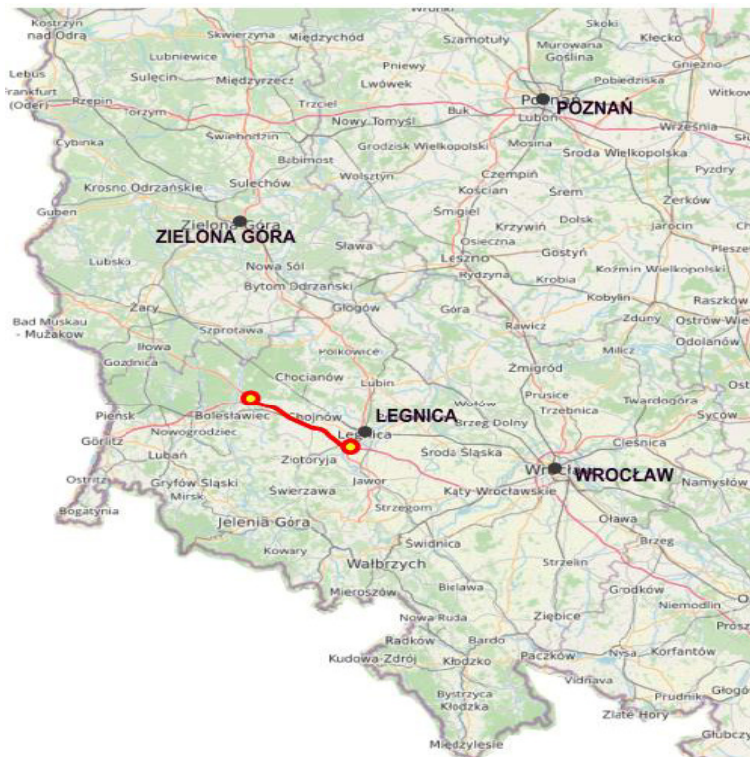 Kostrzyn
nad Odrą
Skwierzyna
Międzychód
Szamotuły
Skoki
Kłecko
Murowana
Goślina
Lebus
Frankfurt
(Oder)
Sulęcin
Lubniewice
Międzyrzecz
Pniewy
Lwówek
Pobiedziska
Gniezno
Rzepin
Torzym
Trzciel
Buk
POZNAŃ
Luboń
Września
Nowy Tomyśl
Świebodzin
Grodzisk Wielkopolski
Mosina
Środa Wielkopolska
Cybinka
Babimost
Pyzdry
Sulechów
Wolsztyn
Czempiń
Krosno Odrzańskie
Kościan
Śrem
Żerków
Guben
Śmigiel
Zielona Góra
ZIELONA GÓRA
Krzywiń
Dolsk
Jarocin
Sława
Osieczna
Gostyń
Lubsko
Nowa Sól
Leszno
Rydzyna
Koźmin Wielkopolski
Bytom Odrzański
Krobia
Kobylin
Raszków
Żary
Głogów
Góra
Bad Muskau
- Mużaków
Szprotawa
Rawicz
Zduny
Ostrów-Wie
Odolanów
Iłowa
Polkowice
Milicz
Gozdnica
Chocianów
Lubin
Żmigród
Pieńsk
Bolesławiec
Chojnów
LEGNICA
Legnica
Wołów
Prusice
Twardogóra
Trzebnica
Syców
Görlitz
Nowogrodziec
Brzeg Dolny
Oleśnica
Lubań
Złotoryja
Środa Śląska
Wrocław
WROCŁAW
Ostritz
Gryfów Śląski
Jawor
Namysłów
Mirsk
Świerzawa
Kąty Wrocławskie
Bogatynia
Strzegom
Oława
Jelenia Góra
Brzeg
Kowary
Świdnica
Strzelin
Wałbrzych
Grodków
Mieroszów
Bielawa
Niemodlin
Nowa Ruda
Ziębice
Radków
Bardo
Korfantów
Kudowa-Zdrój
Kłodzko
Paczków
Nysa
Vidnava
Prudnik
Bystrzyca
Kłodzka
Zlaté Hory
Międzylesie